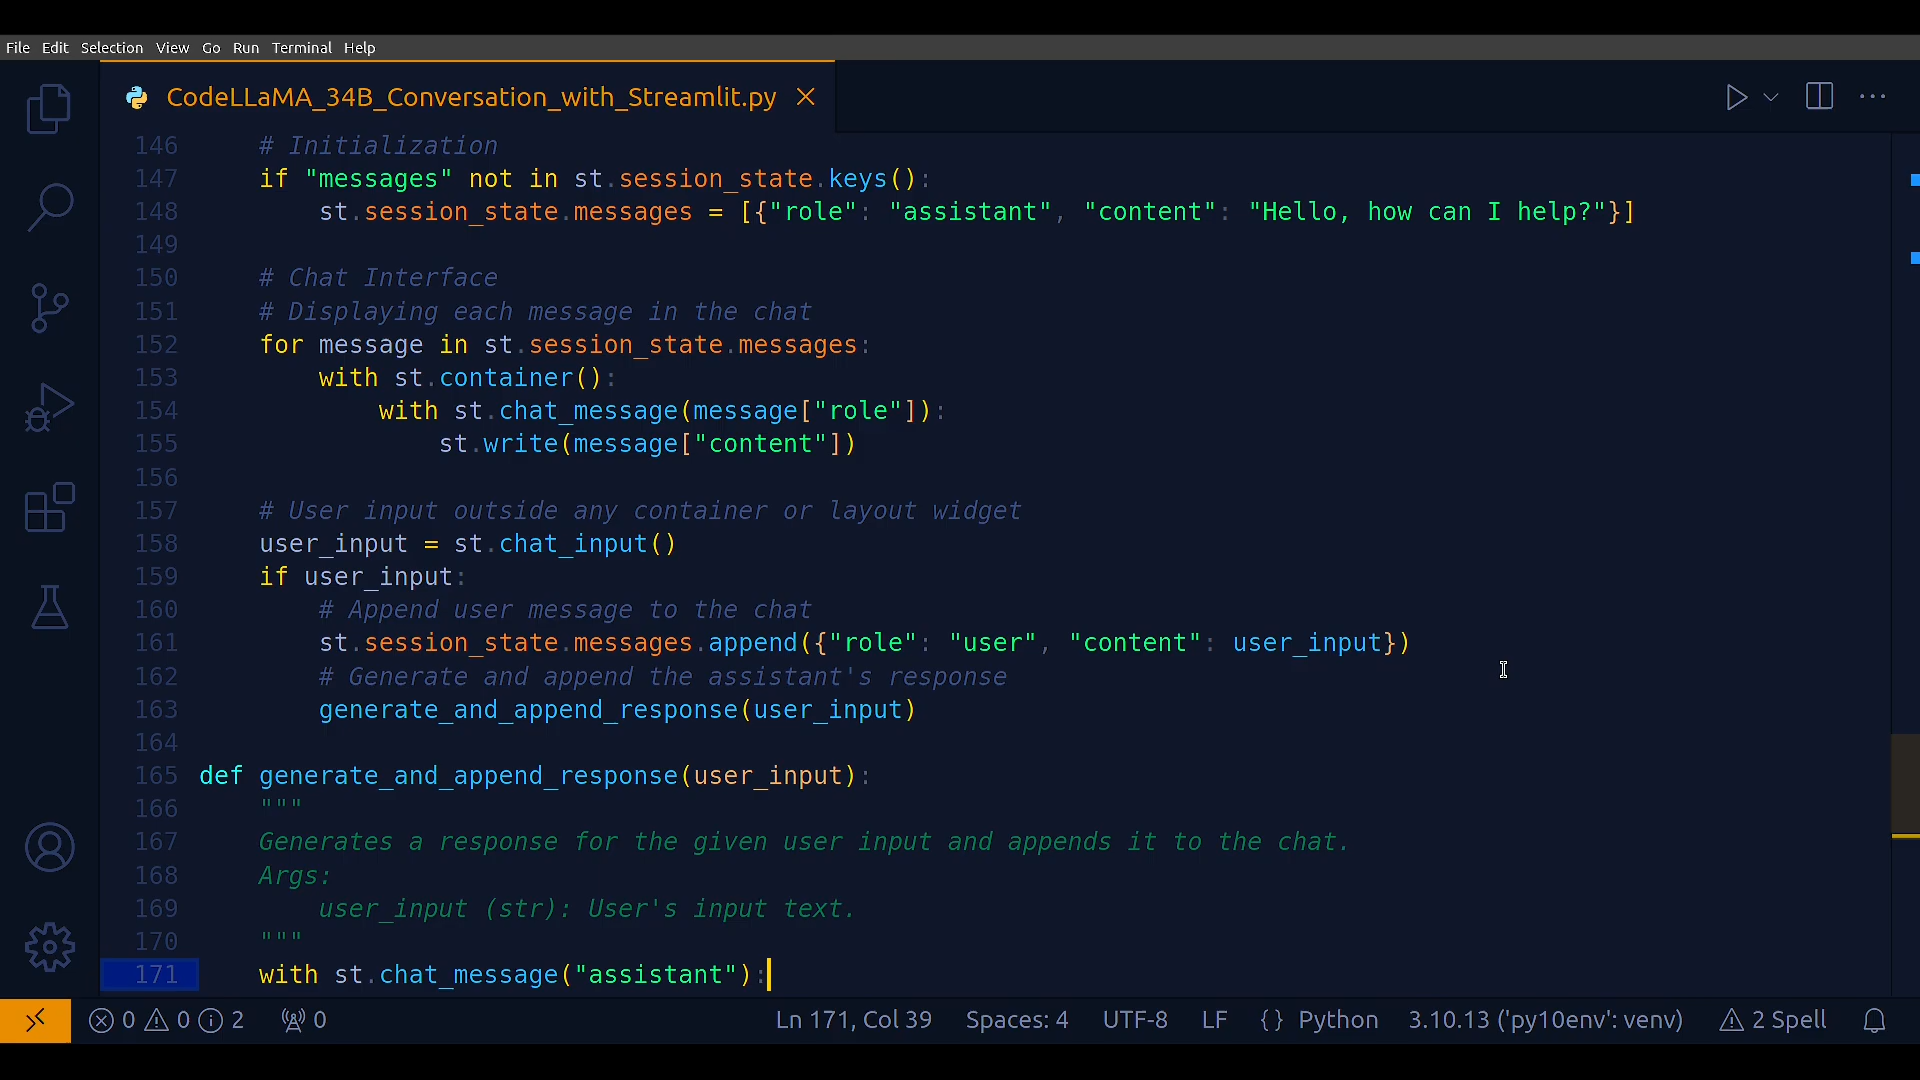 File Edit Selection View Go Run Terminal Help
CodeLLaMA_34B_Conversation_with_Streamlit.py
146     # Initialization
147     if "messages" not in st.session_state.keys():
148         st.session_state.messages = [{"role": "assistant", "content": "Hello, how can I help?"}]
149
150     # Chat Interface
151     # Displaying each message in the chat
152     for message in st.session_state.messages:
153         with st.container():
154             with st.chat_message(message["role"]):
155                 st.write(message["content"])
156
157     # User input outside any container or layout widget
158     user_input = st.chat_input()
159     if user_input:
160         # Append user message to the chat
161         st.session_state.messages.append({"role": "user", "content": user_input})
162         # Generate and append the assistant's response
163         generate_and_append_response(user_input)
164
165 def generate_and_append_response(user_input):
166     """
167     Generates a response for the given user input and appends it to the chat.
168     Args:
169         user_input (str): User's input text.
170     """
171     with st.chat_message("assistant"):
0 0 2 0 Ln 171, Col 39 Spaces: 4 UTF-8 LF {} Python 3.10.13 ('py10env': venv) 2 Spell